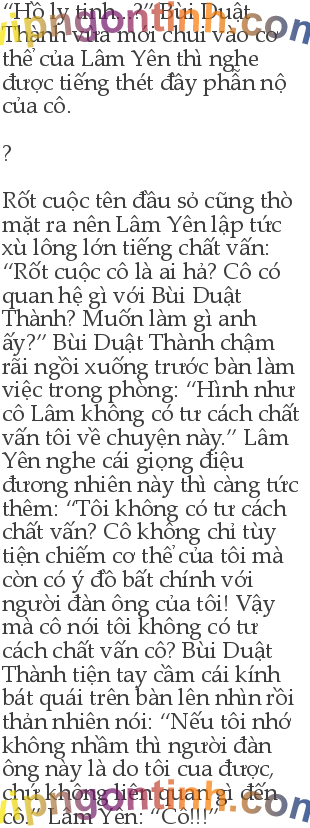 “Hồ ly tinh...?” Bùi Duật
Thành vừa mới chui vào cơ
thể của Lâm Yên thì nghe
được tiếng thét đầy phẫn nộ
của cô.
?
Rốt cuộc tên đầu sỏ cũng thò
mặt ra nên Lâm Yên lập tức
xù lông lớn tiếng chất vấn:
“Rốt cuộc cô là ai hả? Cô có
quan hệ gì với Bùi Duật
Thành? Muốn làm gì anh
ấy?” Bùi Duật Thành chậm
rãi ngồi xuống trước bàn làm
việc trong phòng: “Hình như
cô Lâm không có tư cách chất
vấn tôi về chuyện này.” Lâm
Yên nghe cái giọng điệu
đương nhiên này thì càng tức
thêm: “Tôi không có tư cách
chất vấn? Cô không chỉ tùy
tiện chiếm cơ thể của tôi mà
còn có ý đồ bất chính với
người đàn ông của tôi! Vậy
mà cô nói tôi không có tư
cách chất vấn cô? Bùi Duật
Thành tiện tay cầm cái kính
bát quái trên bàn lên nhìn rồi
thản nhiên nói: “Nếu tôi nhớ
không nhầm thì người đàn
ông này là do tôi cua được,
chứ không liên quan gì đến
cô.” Lâm Yên: “Cô!!!”
vipngontinh.com
vipngontinh.com